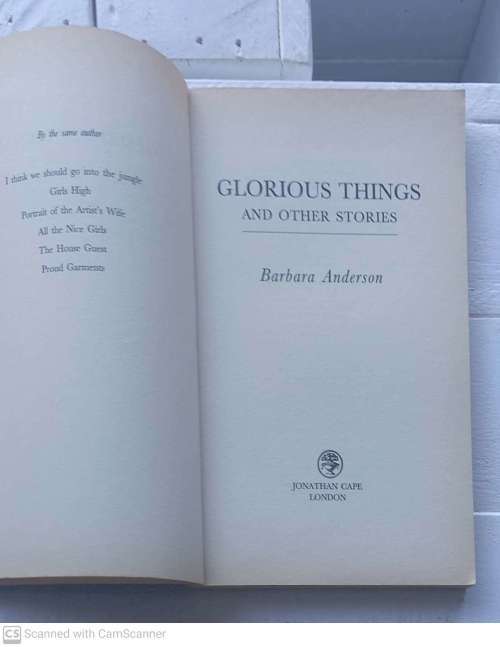 By the same author
I think we should go into the jungle
Girls High
Portrait of the Artist's Wife
All the Nice Girls
The House Guest
Proud Garments
GLORIOUS THINGS
AND OTHER STORIES
Barbara Anderson
JONATHAN CAPE
LONDON
CS Scanned with CamScanner